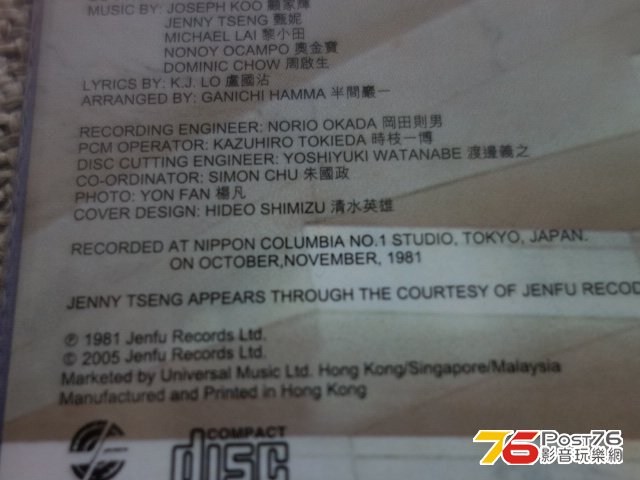 MUSIC BY: JOSEPH KOO 顧家輝
JENNY TSENG 甄妮
MICHAEL LAI 黎小田
NONOY OCAMPO 奧金寶
DOMINIC CHOW 周啟生
LYRICS BY: K.J. LO 盧國沾
ARRANGED BY: GANICHI HAMMA 半間巖一
RECORDING ENGINEER: NORIO OKADA 岡田則男
PCM OPERATOR: KAZUHIRO TOKIEDA 時枝一博
DISC CUTTING ENGINEER: YOSHIYUKI WATANABE 渡邊義之
CO-ORDINATOR: SIMON CHU 朱國政
PHOTO: YON FAN 楊凡
COVER DESIGN: HIDEO SHIMIZU 清水英雄
RECORDED AT NIPPON COLUMBIA NO.1 STUDIO, TOKYO, JAPAN.
ON OCTOBER,NOVEMBER, 1981
JENNY TSENG APPEARS THROUGH THE COURTESY OF JENFU RECOD
℗ 1981 Jenfu Records Ltd.
© 2005 Jenfu Records Ltd.
Marketed by Universal Music Ltd. Hong Kong/Singapore/Malaysia
Manufactured and Printed in Hong Kong
COMPACT
disc
76 Post76
影音玩樂網